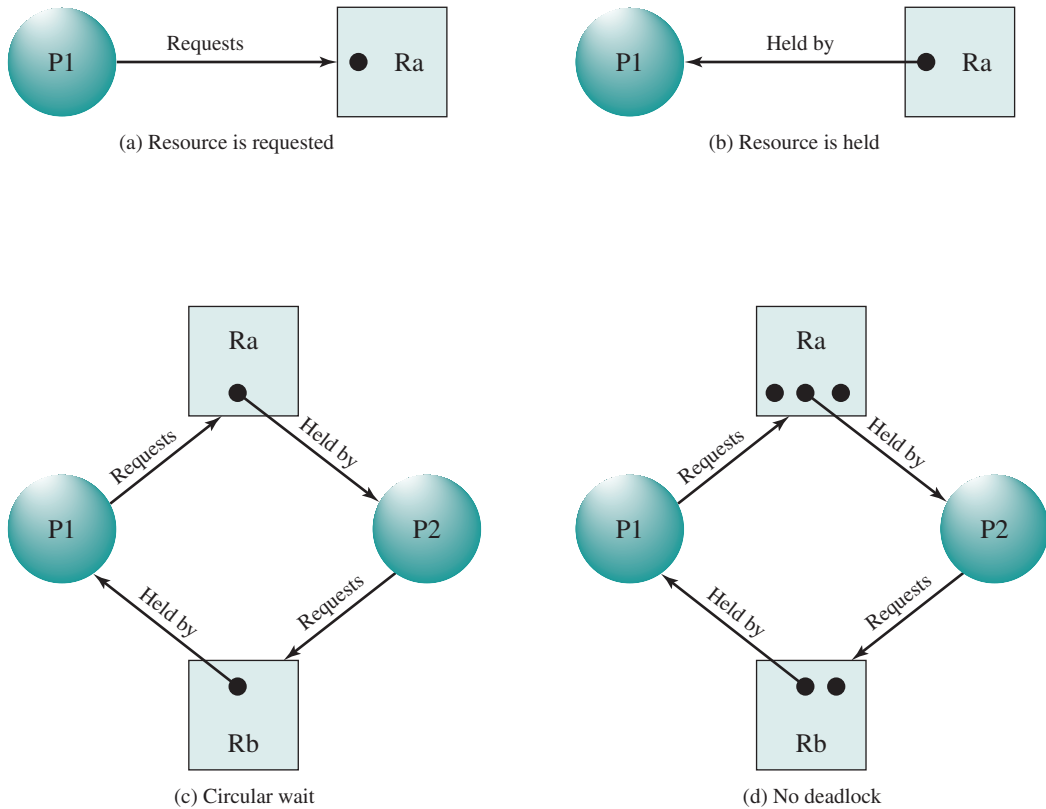 P1
Requests
Ra
(a) Resource is requested
P1
Held by
Ra
(b) Resource is held
Ra
Requests
Held by
P1
P2
Held by
Requests
Rb
(c) Circular wait
Ra
Requests
Held by
P1
P2
Held by
Requests
Rb
(d) No deadlock